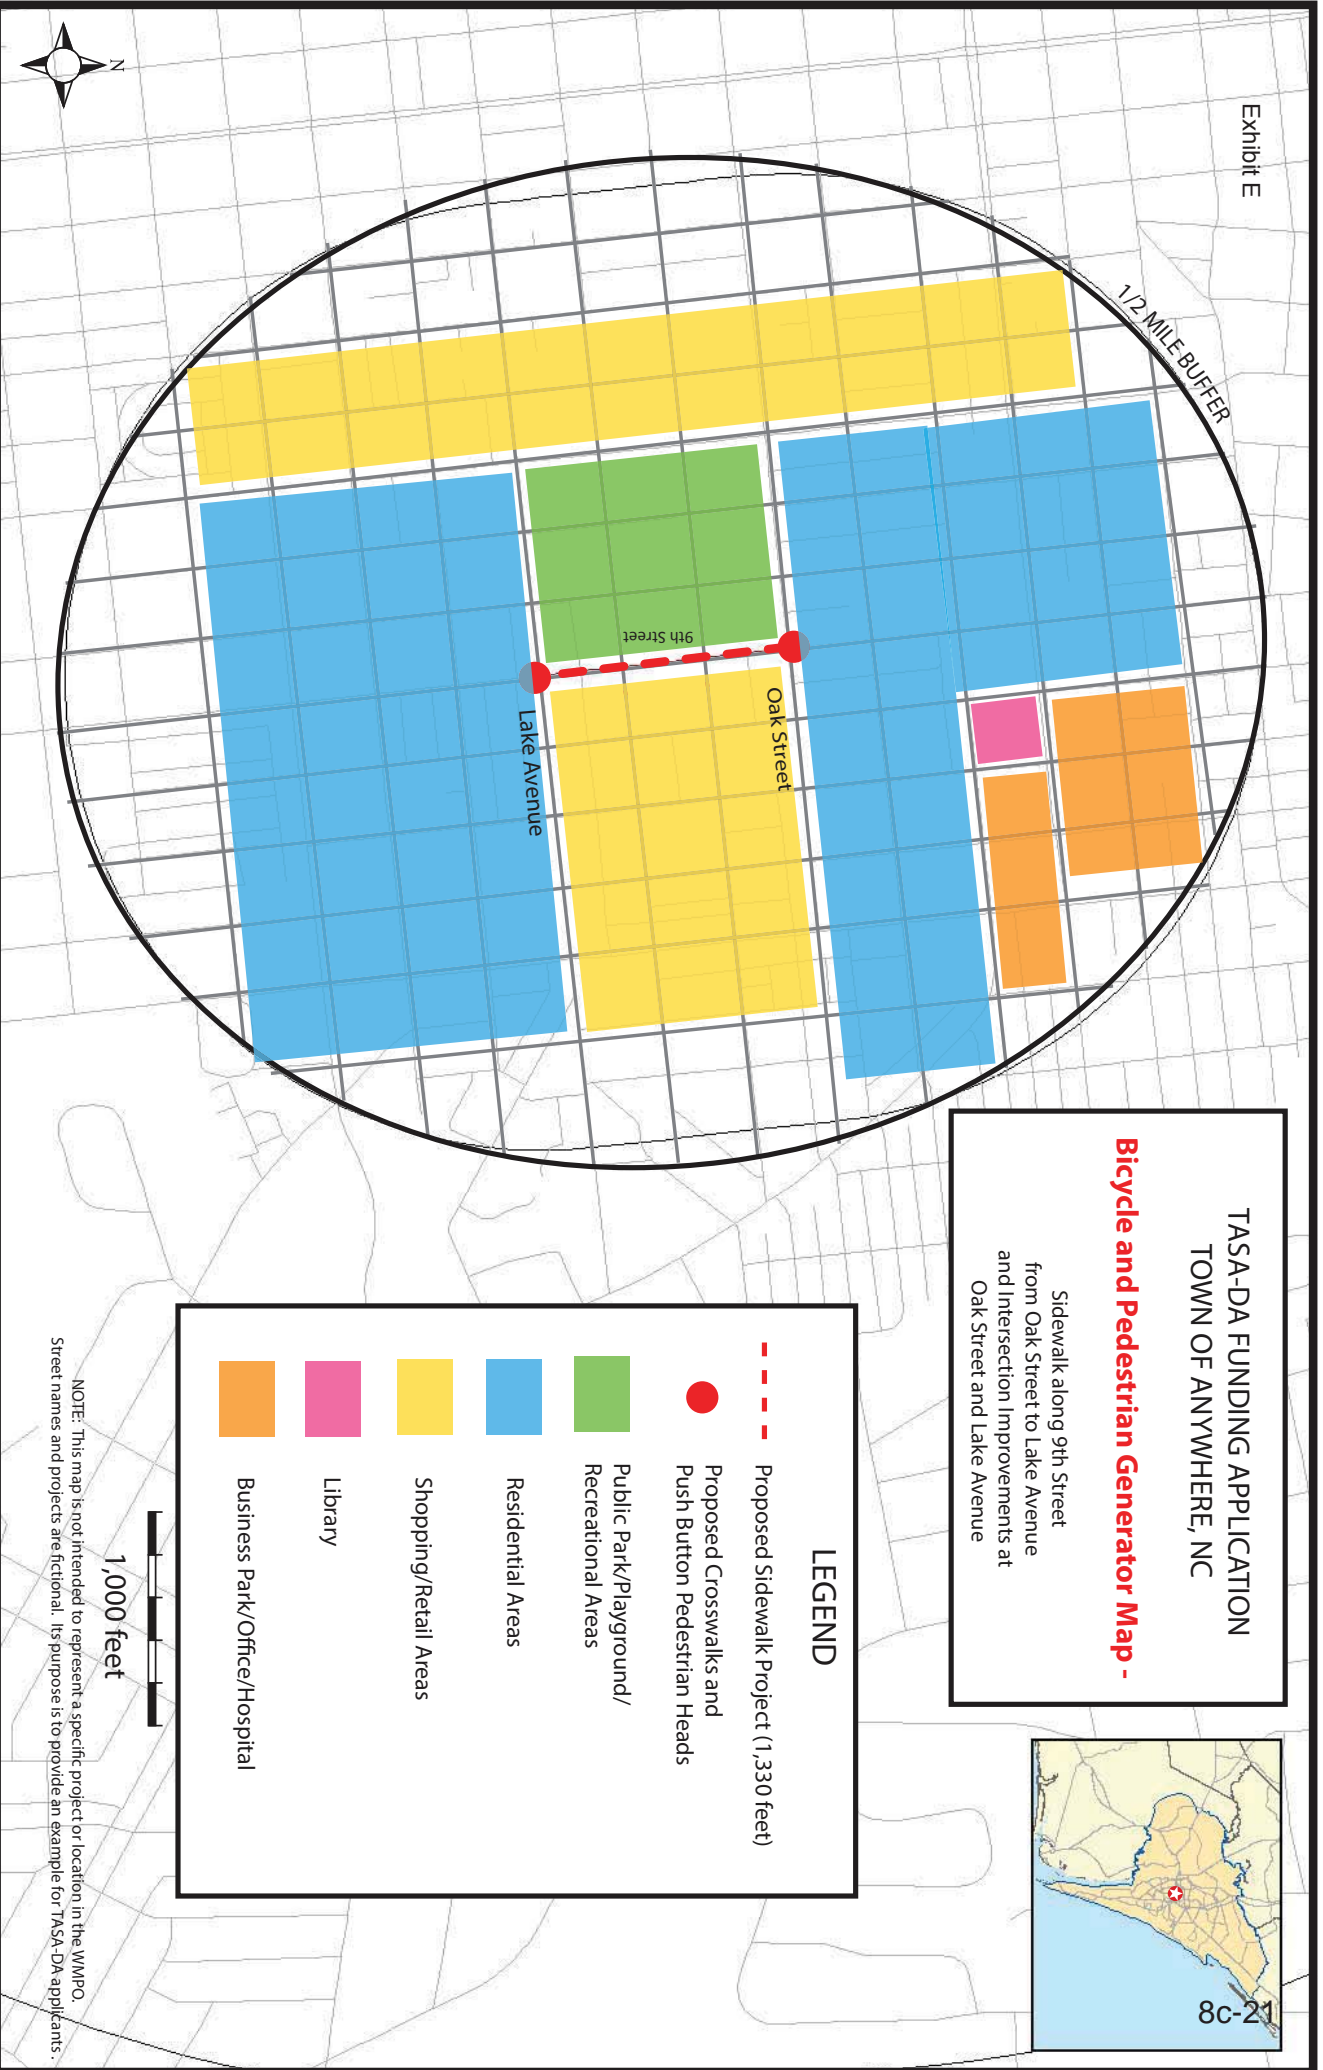 Exhibit E
N
1/2 MILE BUFFER
9th Street
Oak Street
Lake Avenue
TASA-DA FUNDING APPLICATION
TOWN OF ANYWHERE, NC
Bicycle and Pedestrian Generator Map -
Sidewalk along 9th Street
from Oak Street to Lake Avenue
and Intersection Improvements at
Oak Street and Lake Avenue
8c-21
LEGEND
Proposed Sidewalk Project (1,330 feet)
Proposed Crosswalks and
Push Button Pedestrian Heads
Public Park/Playground/
Recreational Areas
Residential Areas
Shopping/Retail Areas
Library
Business Park/Office/Hospital
1,000 feet
NOTE: This map is not intended to represent a specific project or location in the WMPO.
Street names and projects are fictional. Its purpose is to provide an example for TASA-DA applicants.